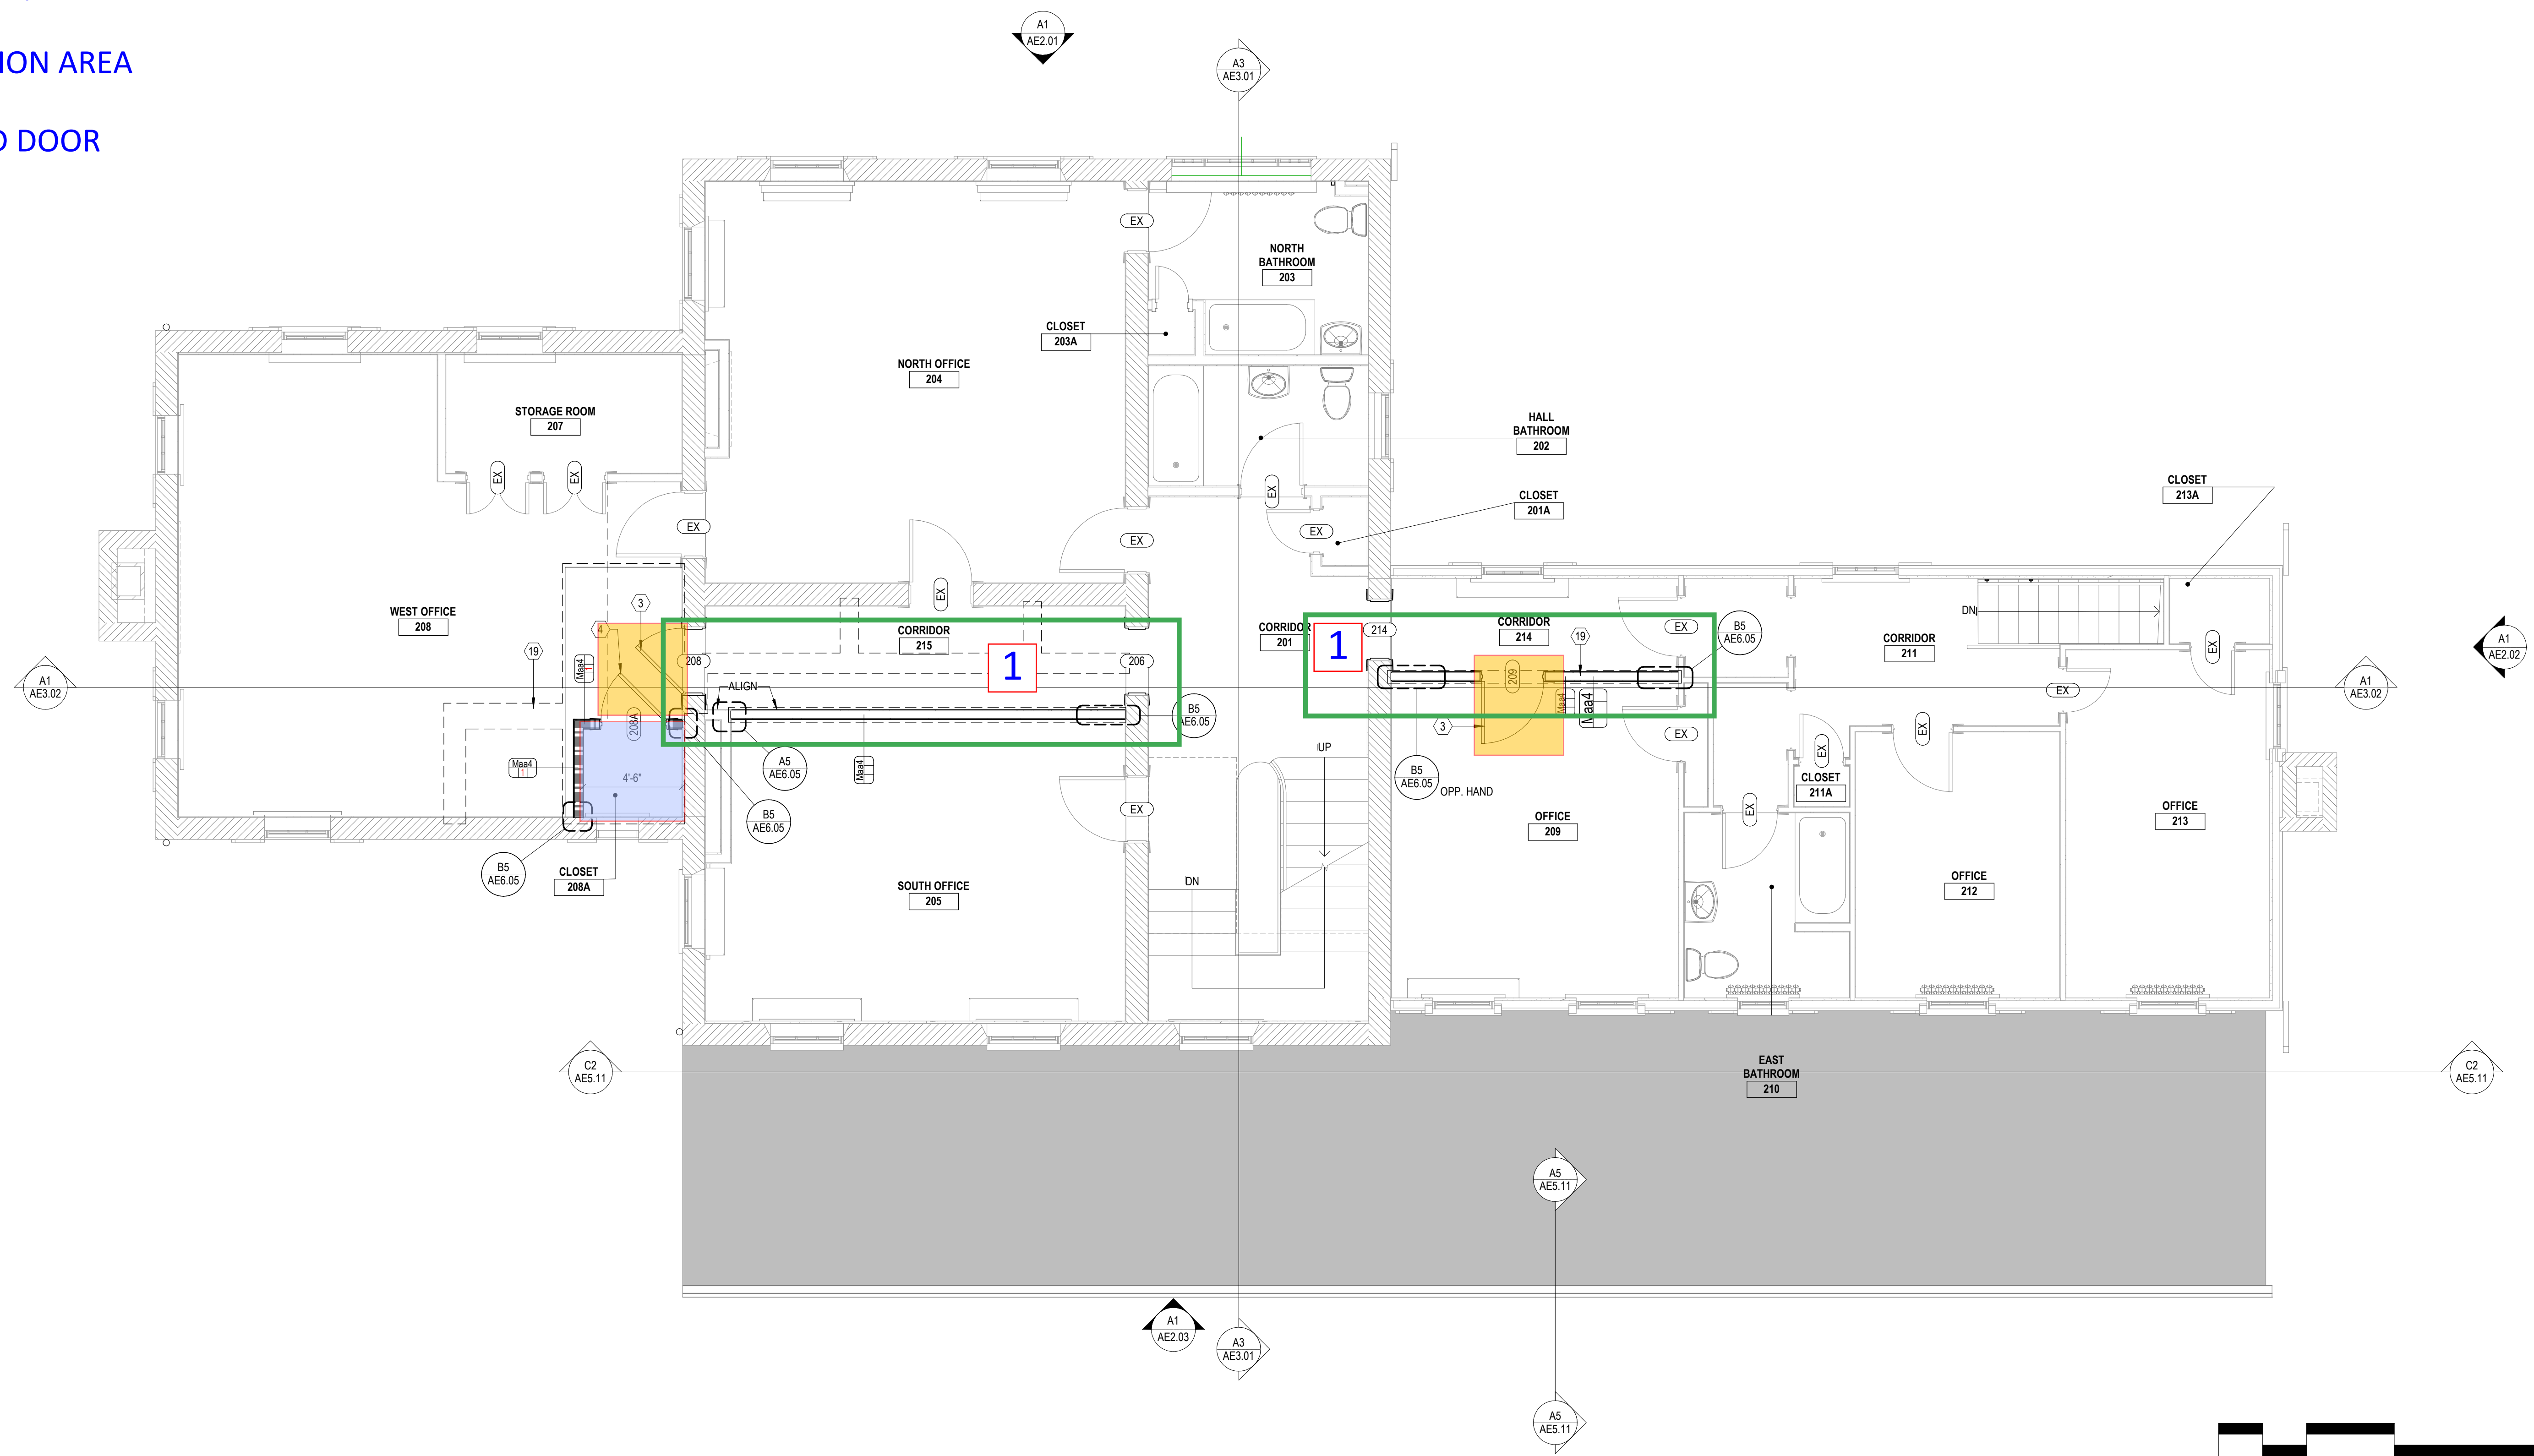 ION AREA
D DOOR
A1
AE2.01
A3
AE3.01
EX
NORTH
BATHROOM
203
CLOSET
203A
NORTH OFFICE
204
STORAGE ROOM
207
HALL
BATHROOM
202
EX
EX
EX
CLOSET
201A
CLOSET
213A
EX
EX
EX
EX
DN
3
WEST OFFICE
208
4
CORRIDOR
215
CORRIDOR
201
1
214
CORRIDOR
214
19
EX
B5
AE6.05
CORRIDOR
211
EX
A1
AE2.02
19
Maa4
1
208
1
206
209
A1
AE3.02
ALIGN
Maa4
Maa4
EX
A1
AE3.02
208A
B5
AE6.05
3
EX
EX
EX
Maa4
1
4'-6"
A5
AE6.05
Maa4
UP
B5
AE6.05
OPP. HAND
CLOSET
211A
EX
EX
B5
AE6.05
OFFICE
209
OFFICE
213
B5
AE6.05
CLOSET
208A
SOUTH OFFICE
205
DN
OFFICE
212
C2
AE5.11
EAST
BATHROOM
210
C2
AE5.11
A5
AE5.11
A1
AE2.03
A3
AE3.01
A5
AE5.11